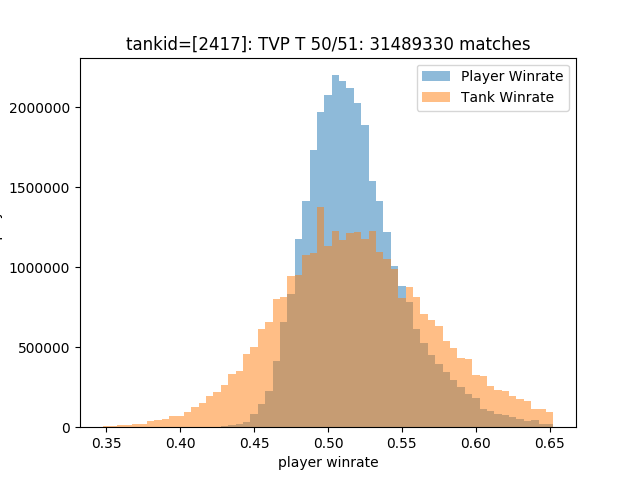 tankid=[2417]: TVP T 50/51: 31489330 matches
Player Winrate
Tank Winrate
2000000
1500000
1000000
500000
0
0.35 0.40 0.45 0.50 0.55 0.60 0.65
player winrate